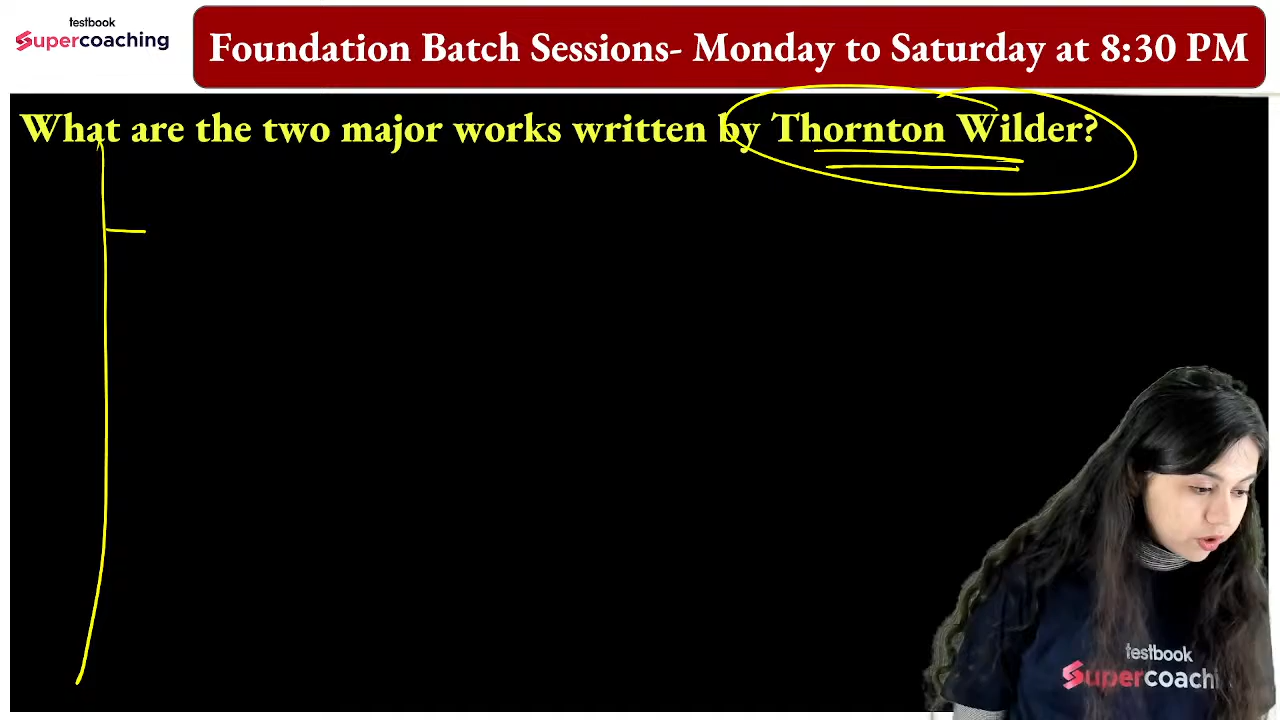 testbook
Supercoaching
Foundation Batch Sessions- Monday to Saturday at 8:30 PM
What are the two major works written by Thornton Wilder?
testbook
Supercoachi